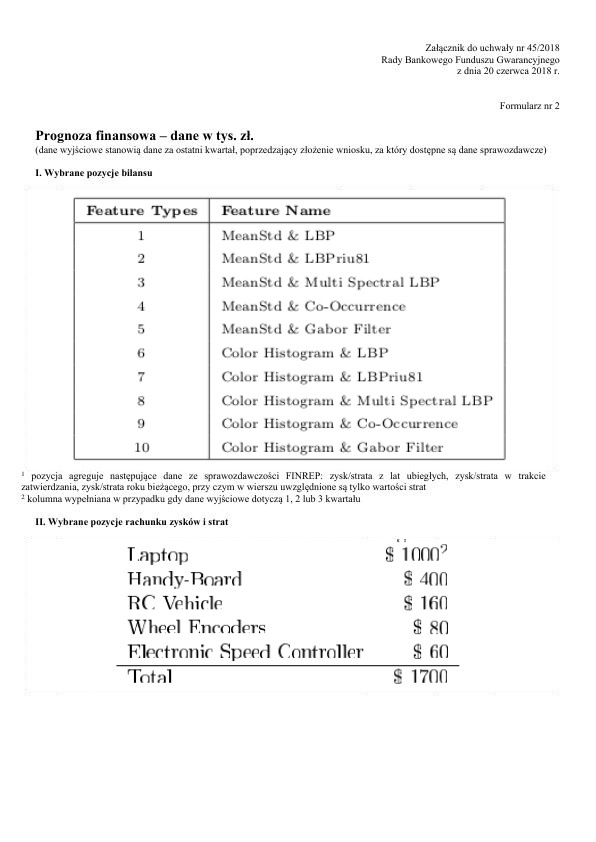 Załącznik do uchwały nr 45/2018
Rady Bankowego Funduszu Gwarancyjnego
z dnia 20 czerwca 2018 r.
Formularz nr 2
Prognoza finansowa – dane w tys. zł.
(dane wyjściowe stanowią dane za ostatni kwartał, poprzedzający złożenie wniosku, za który dostępne są dane sprawozdawcze)
I. Wybrane pozycje bilansu
Feature Types Feature Name
1 MeanStd & LBP
2 MeanStd & LBPriu81
3 MeanStd & Multi Spectral LBP
4 MeanStd & Co-Occurrence
5 MeanStd & Gabor Filter
6 Color Histogram & LBP
7 Color Histogram & LBPriu81
8 Color Histogram & Multi Spectral LBP
9 Color Histogram & Co-Occurrence
10 Color Histogram & Gabor Filter
¹ pozycja agreguje następujące dane ze sprawozdawczości FINREP: zysk/strata z lat ubiegłych, zysk/strata w trakcie
zatwierdzania, zysk/strata roku bieżącego, przy czym w wierszu uwzględnione są tylko wartości strat
² kolumna wypełniana w przypadku gdy dane wyjściowe dotyczą 1, 2 lub 3 kwartału
II. Wybrane pozycje rachunku zysków i strat
Laptop $ 1000²
Handy-Board $ 400
RC Vehicle $ 160
Wheel Encoders $ 80
Electronic Speed Controller $ 60
Total $ 1700